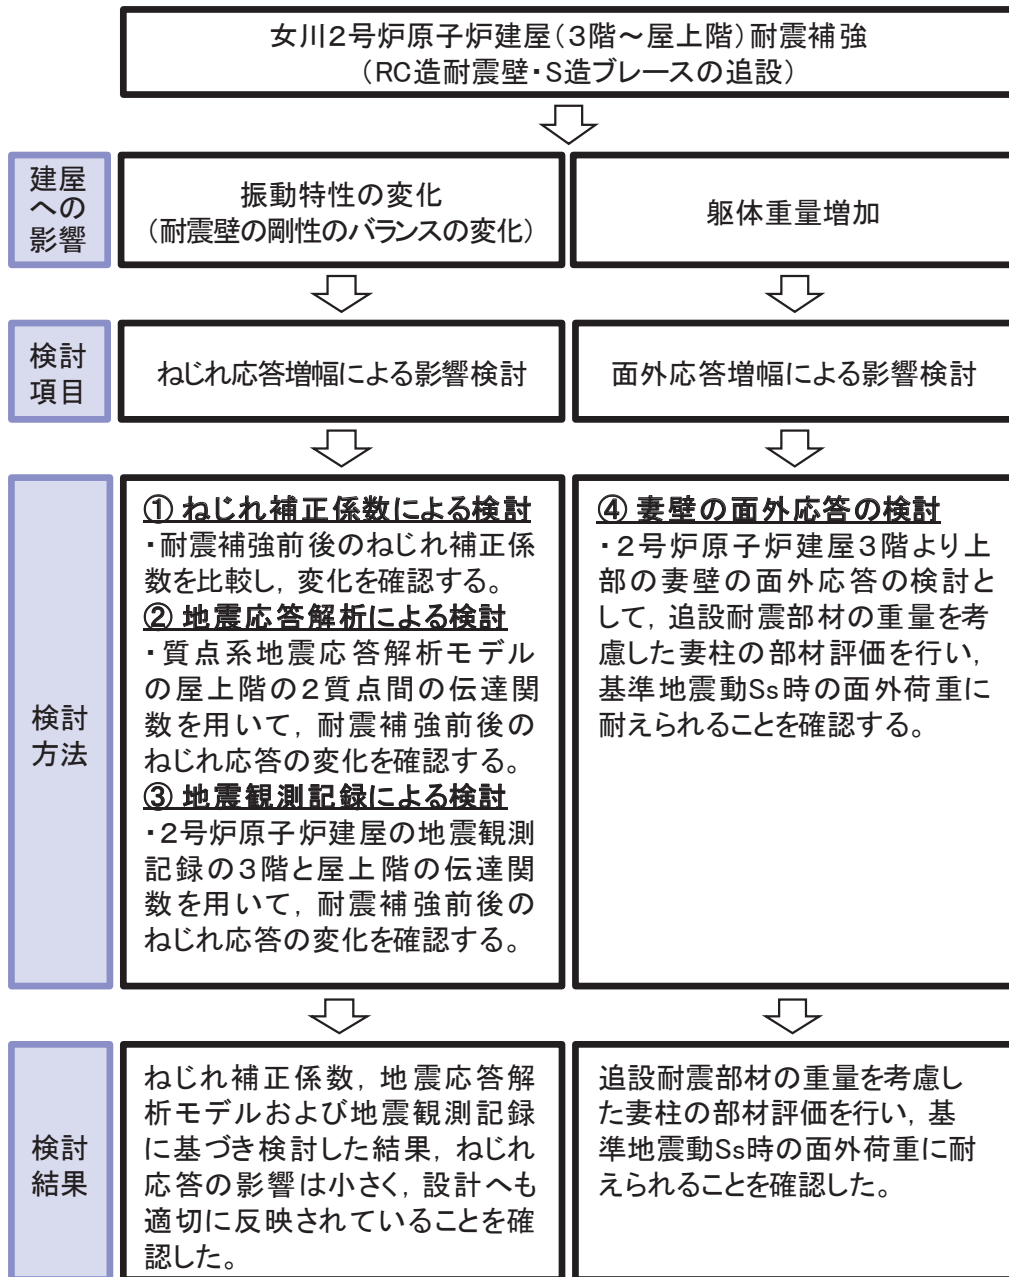 女川2号炉原子炉建屋(3階～屋上階)耐震補強
(RC造耐震壁・S造ブレースの追設)
建屋
への
影響
振動特性の変化
(耐震壁の剛性のバランスの変化)
躯体重量増加
検討
項目
ねじれ応答増幅による影響検討
面外応答増幅による影響検討
検討
方法
① ねじれ補正係数による検討
・耐震補強前後のねじれ補正係
数を比較し，変化を確認する。
② 地震応答解析による検討
・質点系地震応答解析モデル
の屋上階の2質点間の伝達関
数を用いて，耐震補強前後の
ねじれ応答の変化を確認する。
③ 地震観測記録による検討
・2号炉原子炉建屋の地震観測
記録の3階と屋上階の伝達関
数を用いて，耐震補強前後の
ねじれ応答の変化を確認する。
④ 妻壁の面外応答の検討
・2号炉原子炉建屋3階より上
部の妻壁の面外応答の検討と
して，追設耐震部材の重量を考
慮した妻柱の部材評価を行い，
基準地震動Ss時の面外荷重に
耐えられることを確認する。
検討
結果
ねじれ補正係数，地震応答解
析モデルおよび地震観測記録
に基づき検討した結果，ねじれ
応答の影響は小さく，設計へも
適切に反映されていることを確
認した。
追設耐震部材の重量を考慮し
た妻柱の部材評価を行い，基
準地震動Ss時の面外荷重に耐
えられることを確認した。